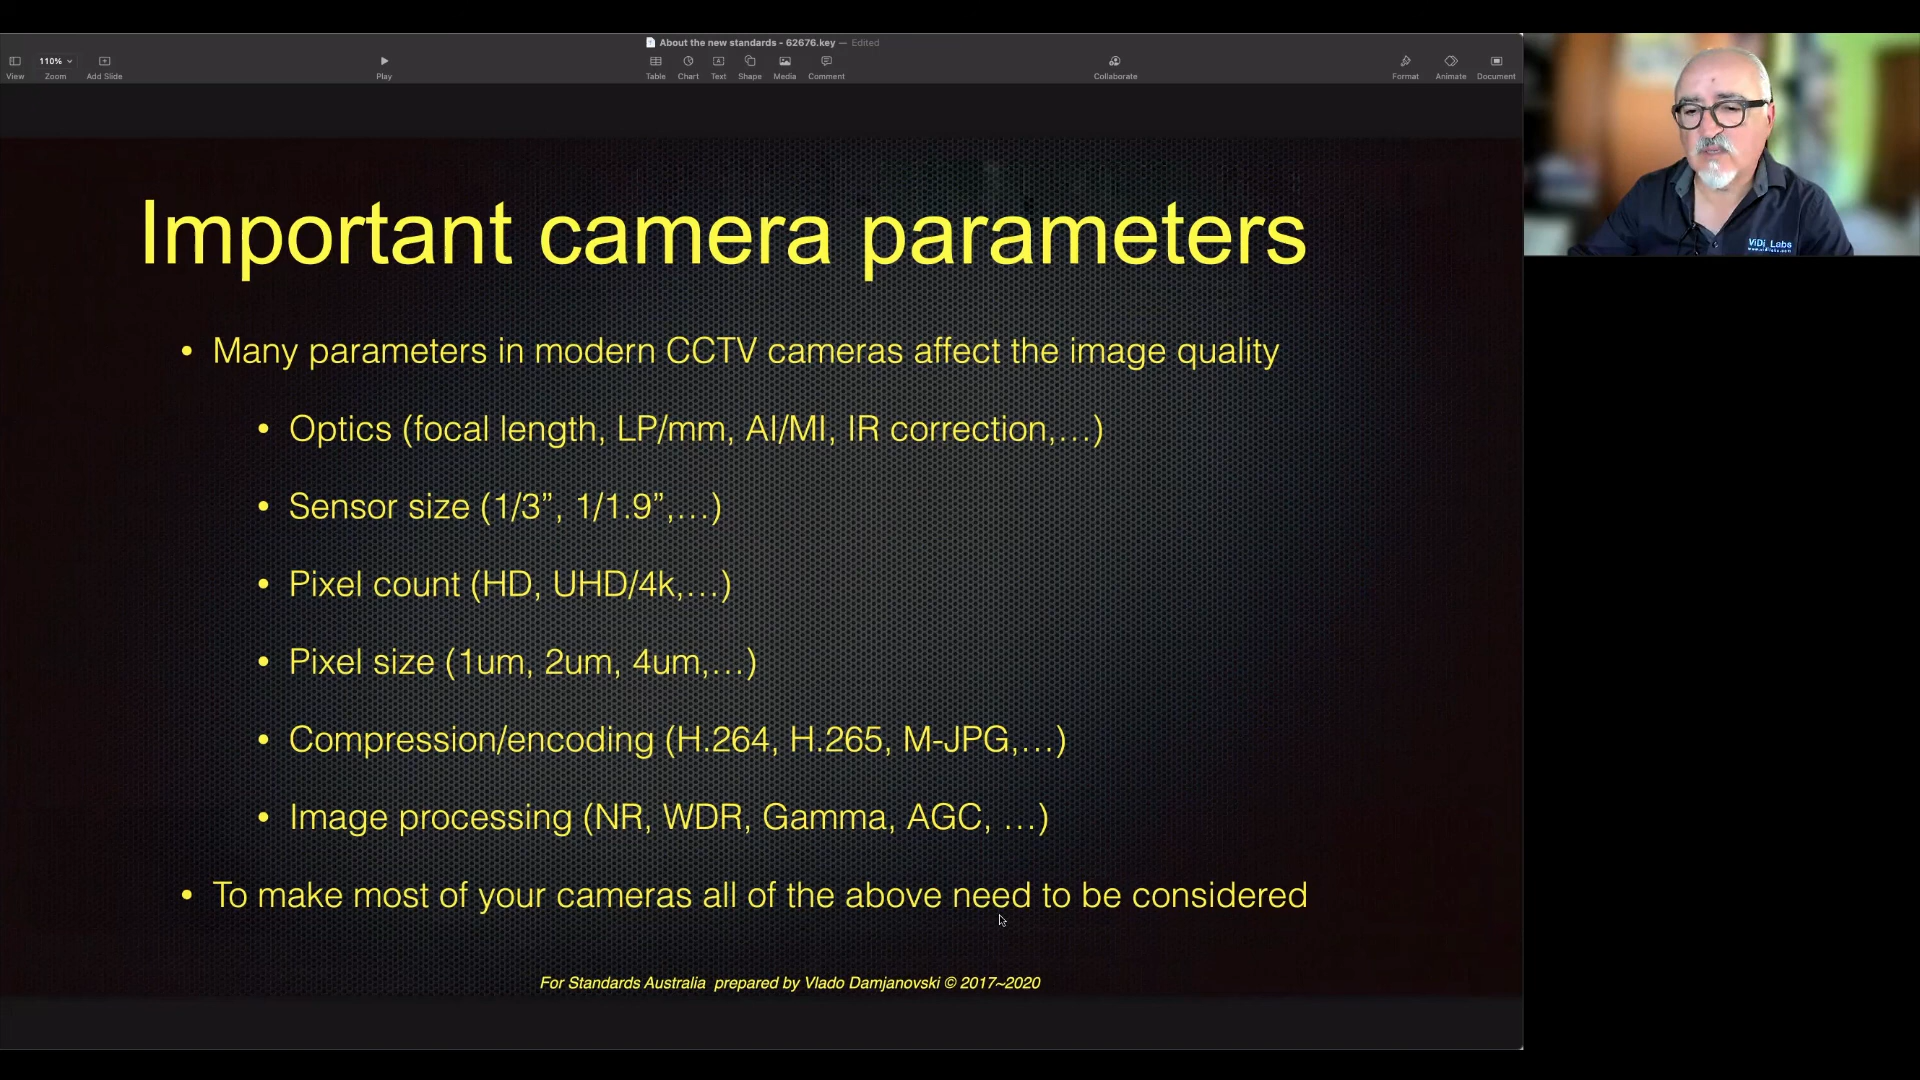 About the new standards - 62676.key — Edited
110%
View Zoom Add Slide Play Table Chart Text Shape Media Comment Collaborate Format Animate Document
Important camera parameters
• Many parameters in modern CCTV cameras affect the image quality
• Optics (focal length, LP/mm, AI/MI, IR correction,…)
• Sensor size (1/3”, 1/1.9”,…)
• Pixel count (HD, UHD/4k,…)
• Pixel size (1um, 2um, 4um,…)
• Compression/encoding (H.264, H.265, M-JPG,…)
• Image processing (NR, WDR, Gamma, AGC, …)
• To make most of your cameras all of the above need to be considered
For Standards Australia prepared by Vlado Damjanovski © 2017~2020
ViDi Labs